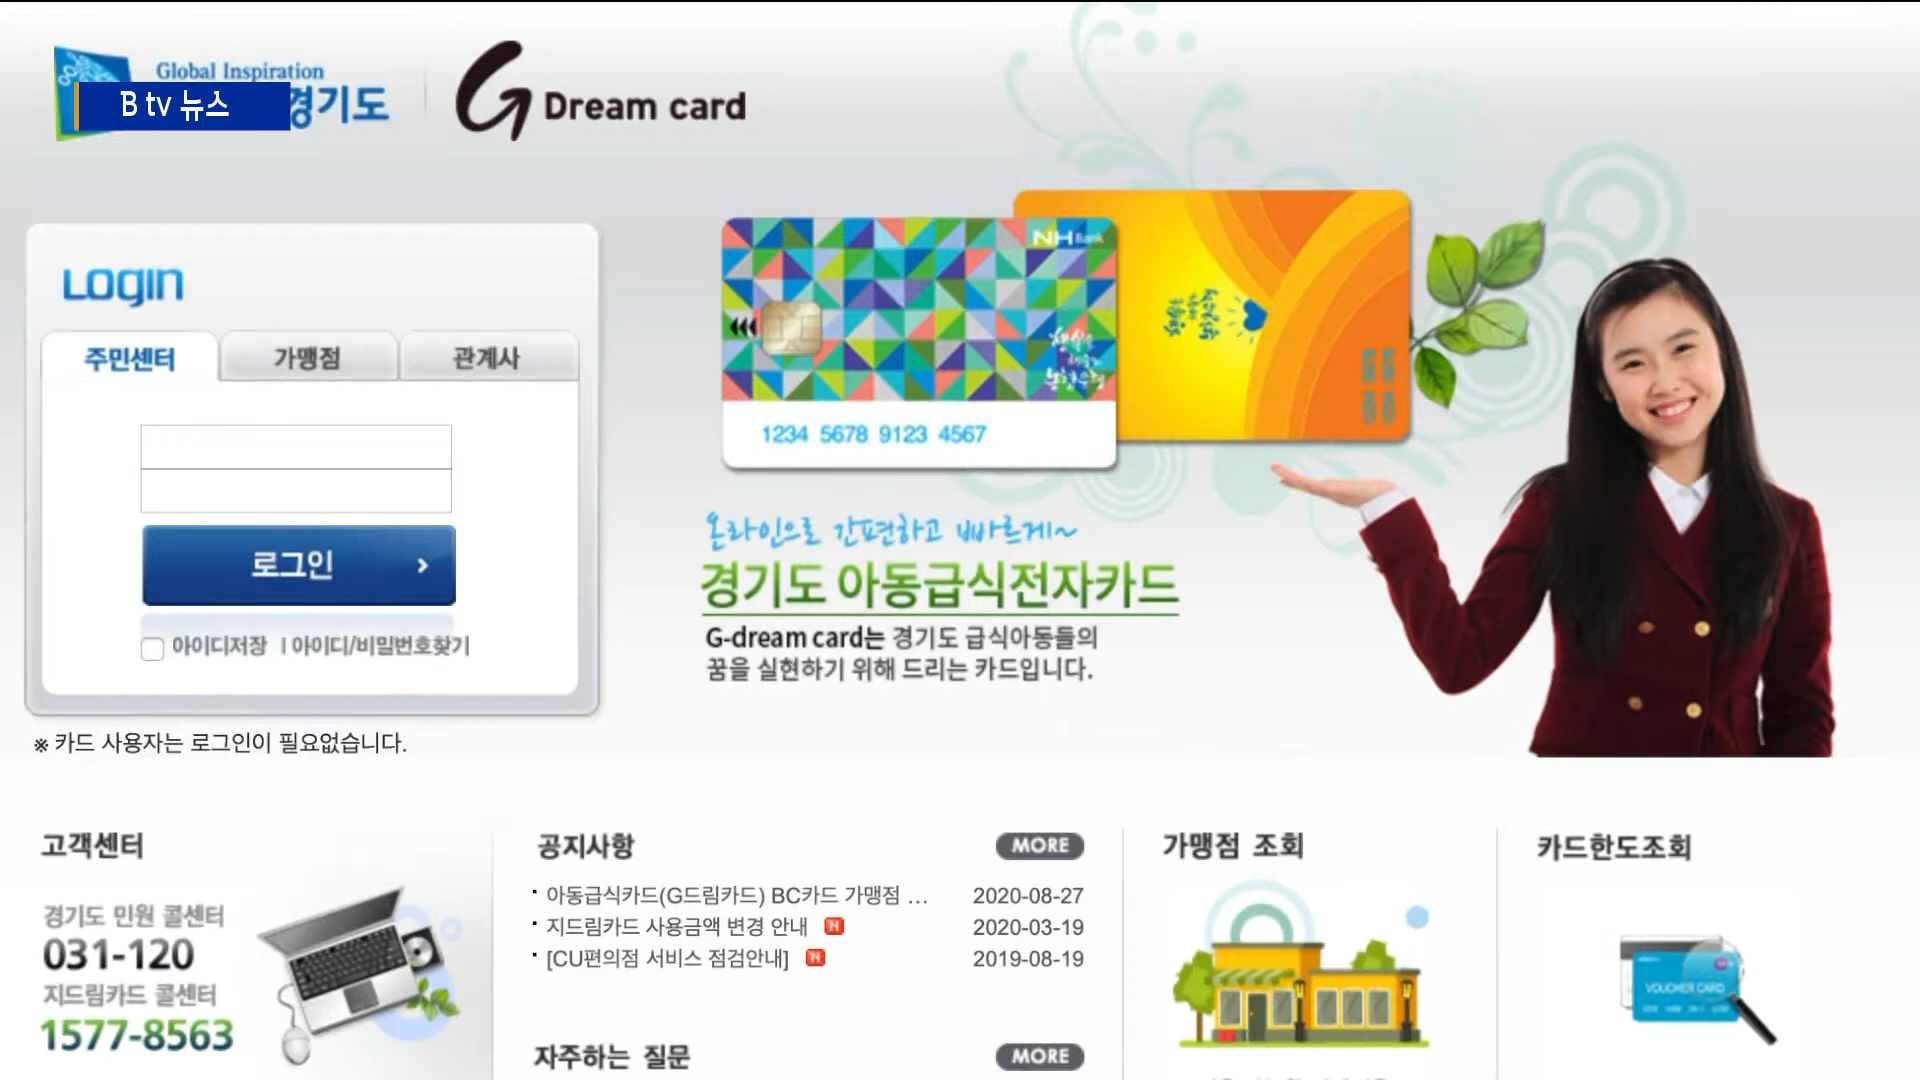 Global Inspiration
B tv 뉴스
경기도
G Dream card
Login
주민센터
가맹점
관계사
로그인
아이디저장 | 아이디/비밀번호찾기
※ 카드 사용자는 로그인이 필요없습니다.
NH Bank
1234 5678 9123 4567
온라인으로 간편하고 빠르게~
경기도 아동급식전자카드
G-dream card는 경기도 급식아동들의
꿈을 실현하기 위해 드리는 카드입니다.
고객센터
경기도 민원 콜센터
031-120
지드림카드 콜센터
1577-8563
공지사항 MORE
· 아동급식카드(G드림카드) BC카드 가맹점 ... 2020-08-27
· 지드림카드 사용금액 변경 안내 N 2020-03-19
· [CU편의점 서비스 점검안내] N 2019-08-19
자주하는 질문 MORE
가맹점 조회
카드한도조회
VOUCHER CARD